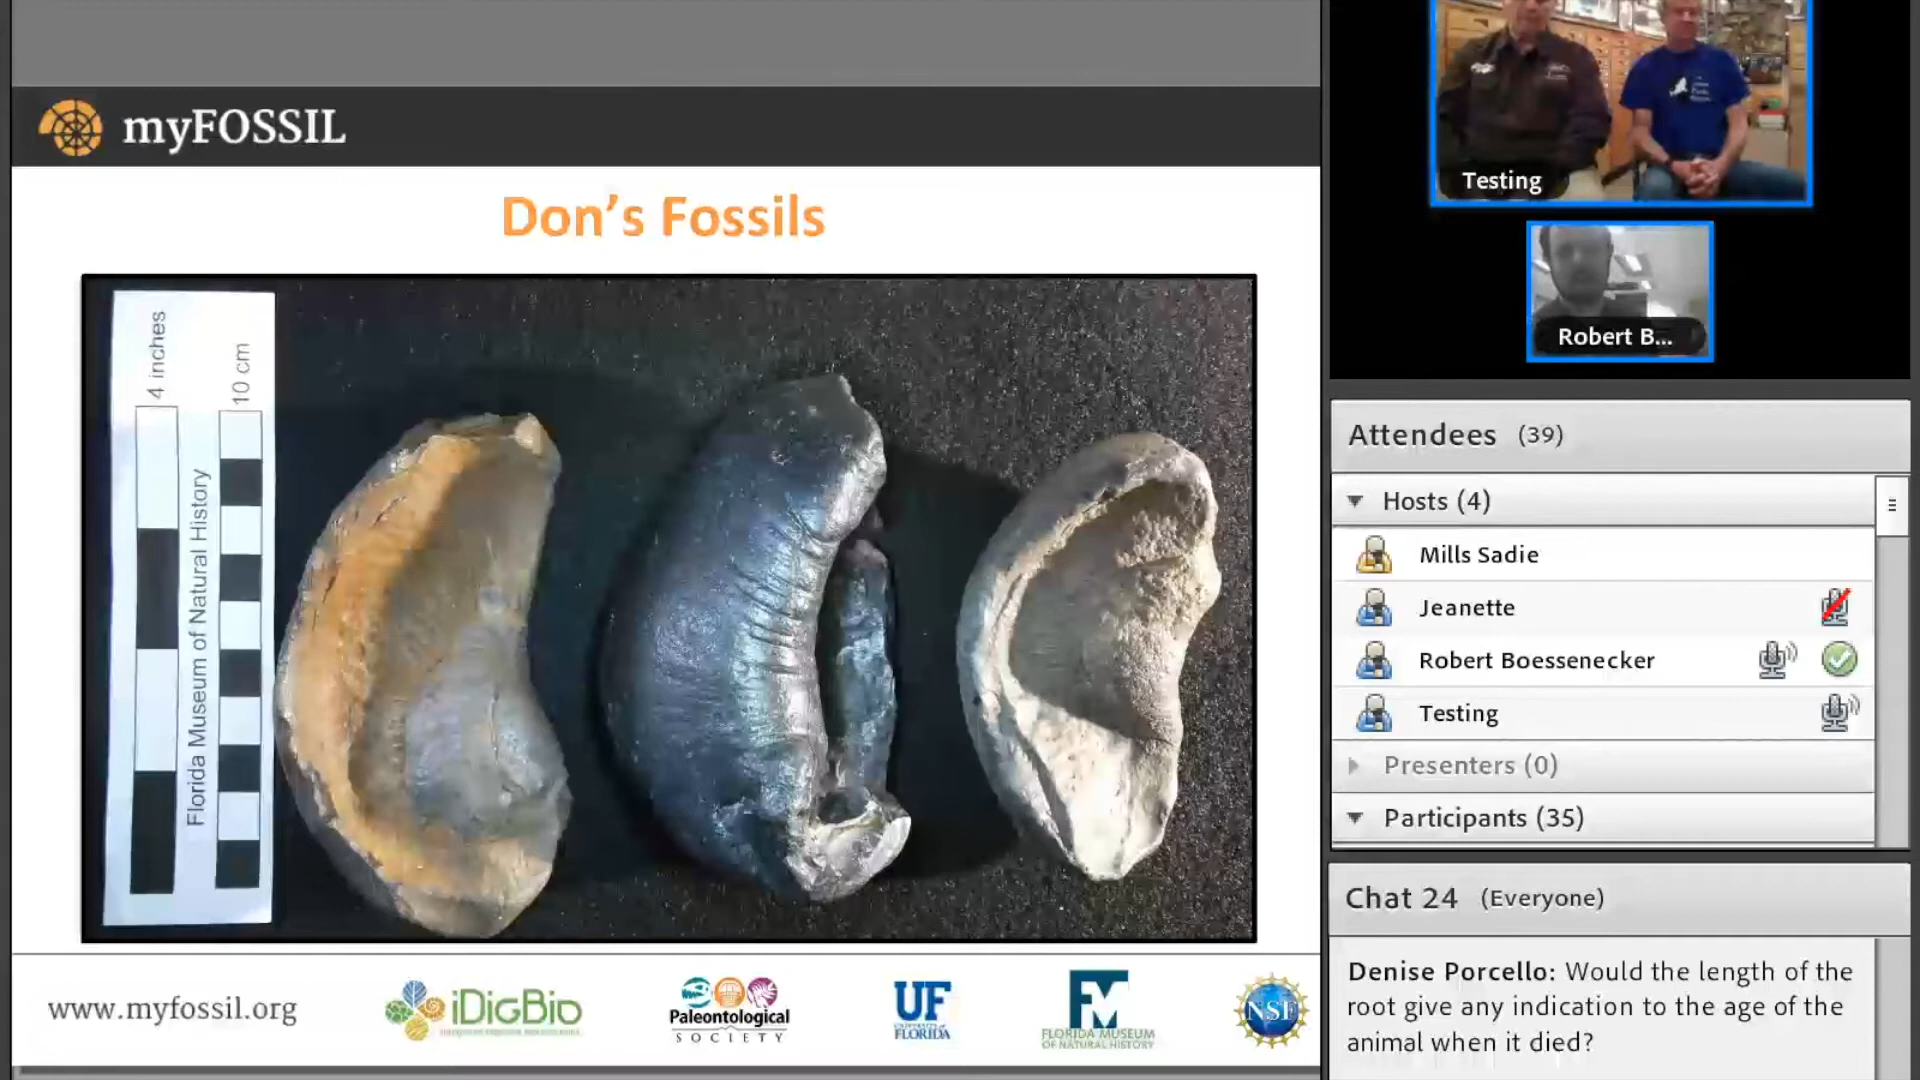 myFOSSIL
Don's Fossils
4 inches
10 cm
Florida Museum of Natural History
www.myfossil.org
iDigBio
Paleontological
SOCIETY
UF
UNIVERSITY of
FLORIDA
FM
FLORIDA MUSEUM
OF NATURAL HISTORY
NSF
Testing
Robert B...
Attendees (39)
Hosts (4)
Mills Sadie
Jeanette
Robert Boessenecker
Testing
Presenters (0)
Participants (35)
Chat 24 (Everyone)
Denise Porcello: Would the length of the
root give any indication to the age of the
animal when it died?